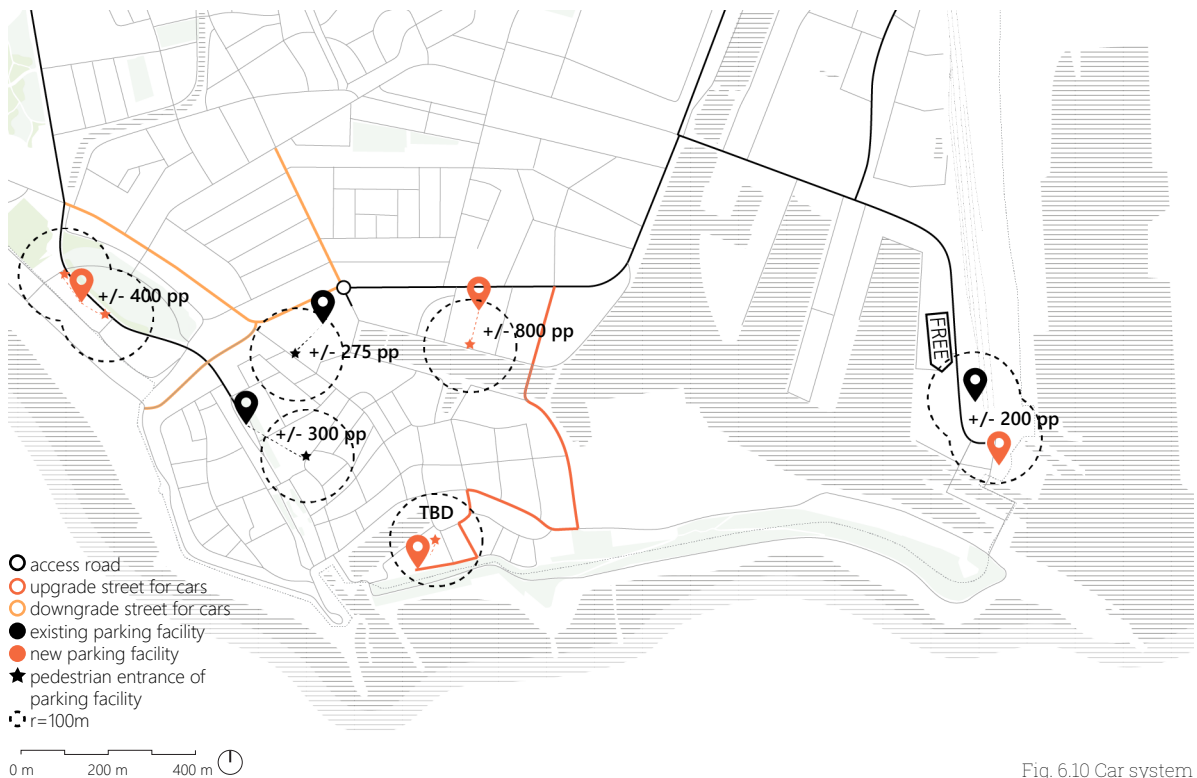 +/- 400 pp
+/- 275 pp
+/- 800 pp
+/- 300 pp
FREE
+/- 200 pp
TBD
access road
upgrade street for cars
downgrade street for cars
existing parking facility
new parking facility
pedestrian entrance of
parking facility
r=100m
0 m 200 m 400 m
Fig. 6.10 Car system